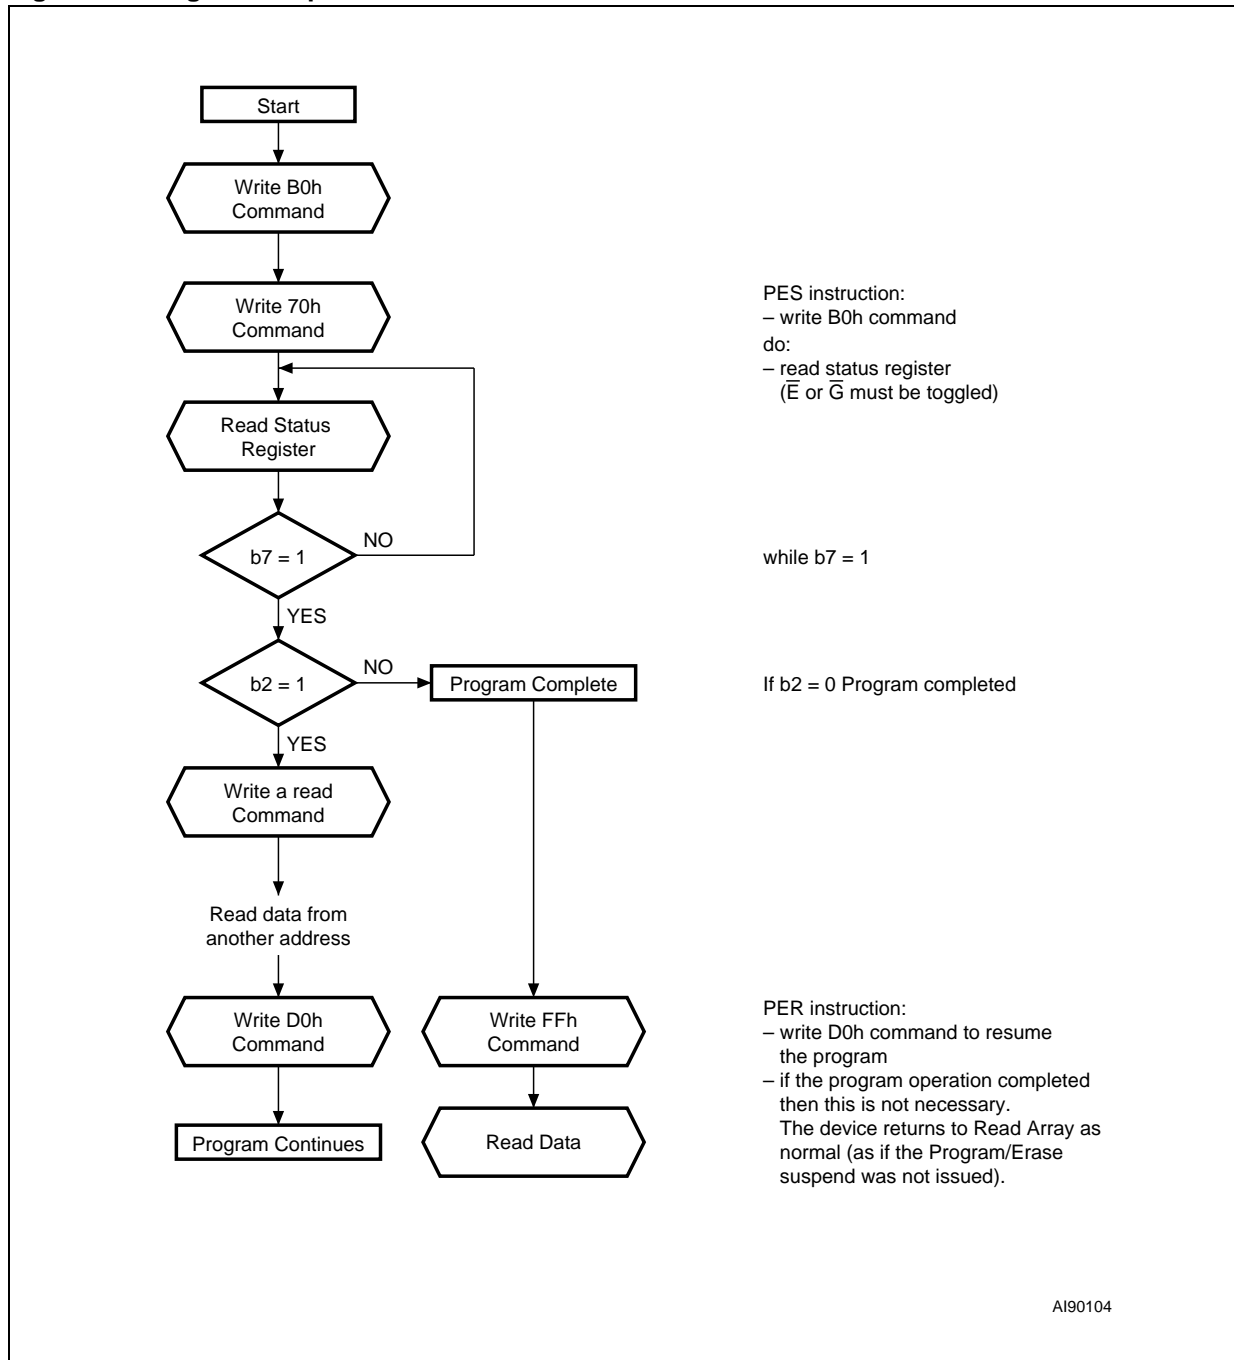 Start
Write B0h
Command
Write 70h
Command
PES instruction:
– write B0h command
do:
– read status register
(E̅ or G̅ must be toggled)
Read Status
Register
b7 = 1
NO
while b7 = 1
YES
b2 = 1
NO
Program Complete
If b2 = 0 Program completed
YES
Write a read
Command
Read data from
another address
Write D0h
Command
Write FFh
Command
PER instruction:
– write D0h command to resume
the program
– if the program operation completed
then this is not necessary.
The device returns to Read Array as
normal (as if the Program/Erase
suspend was not issued).
Program Continues
Read Data
AI90104